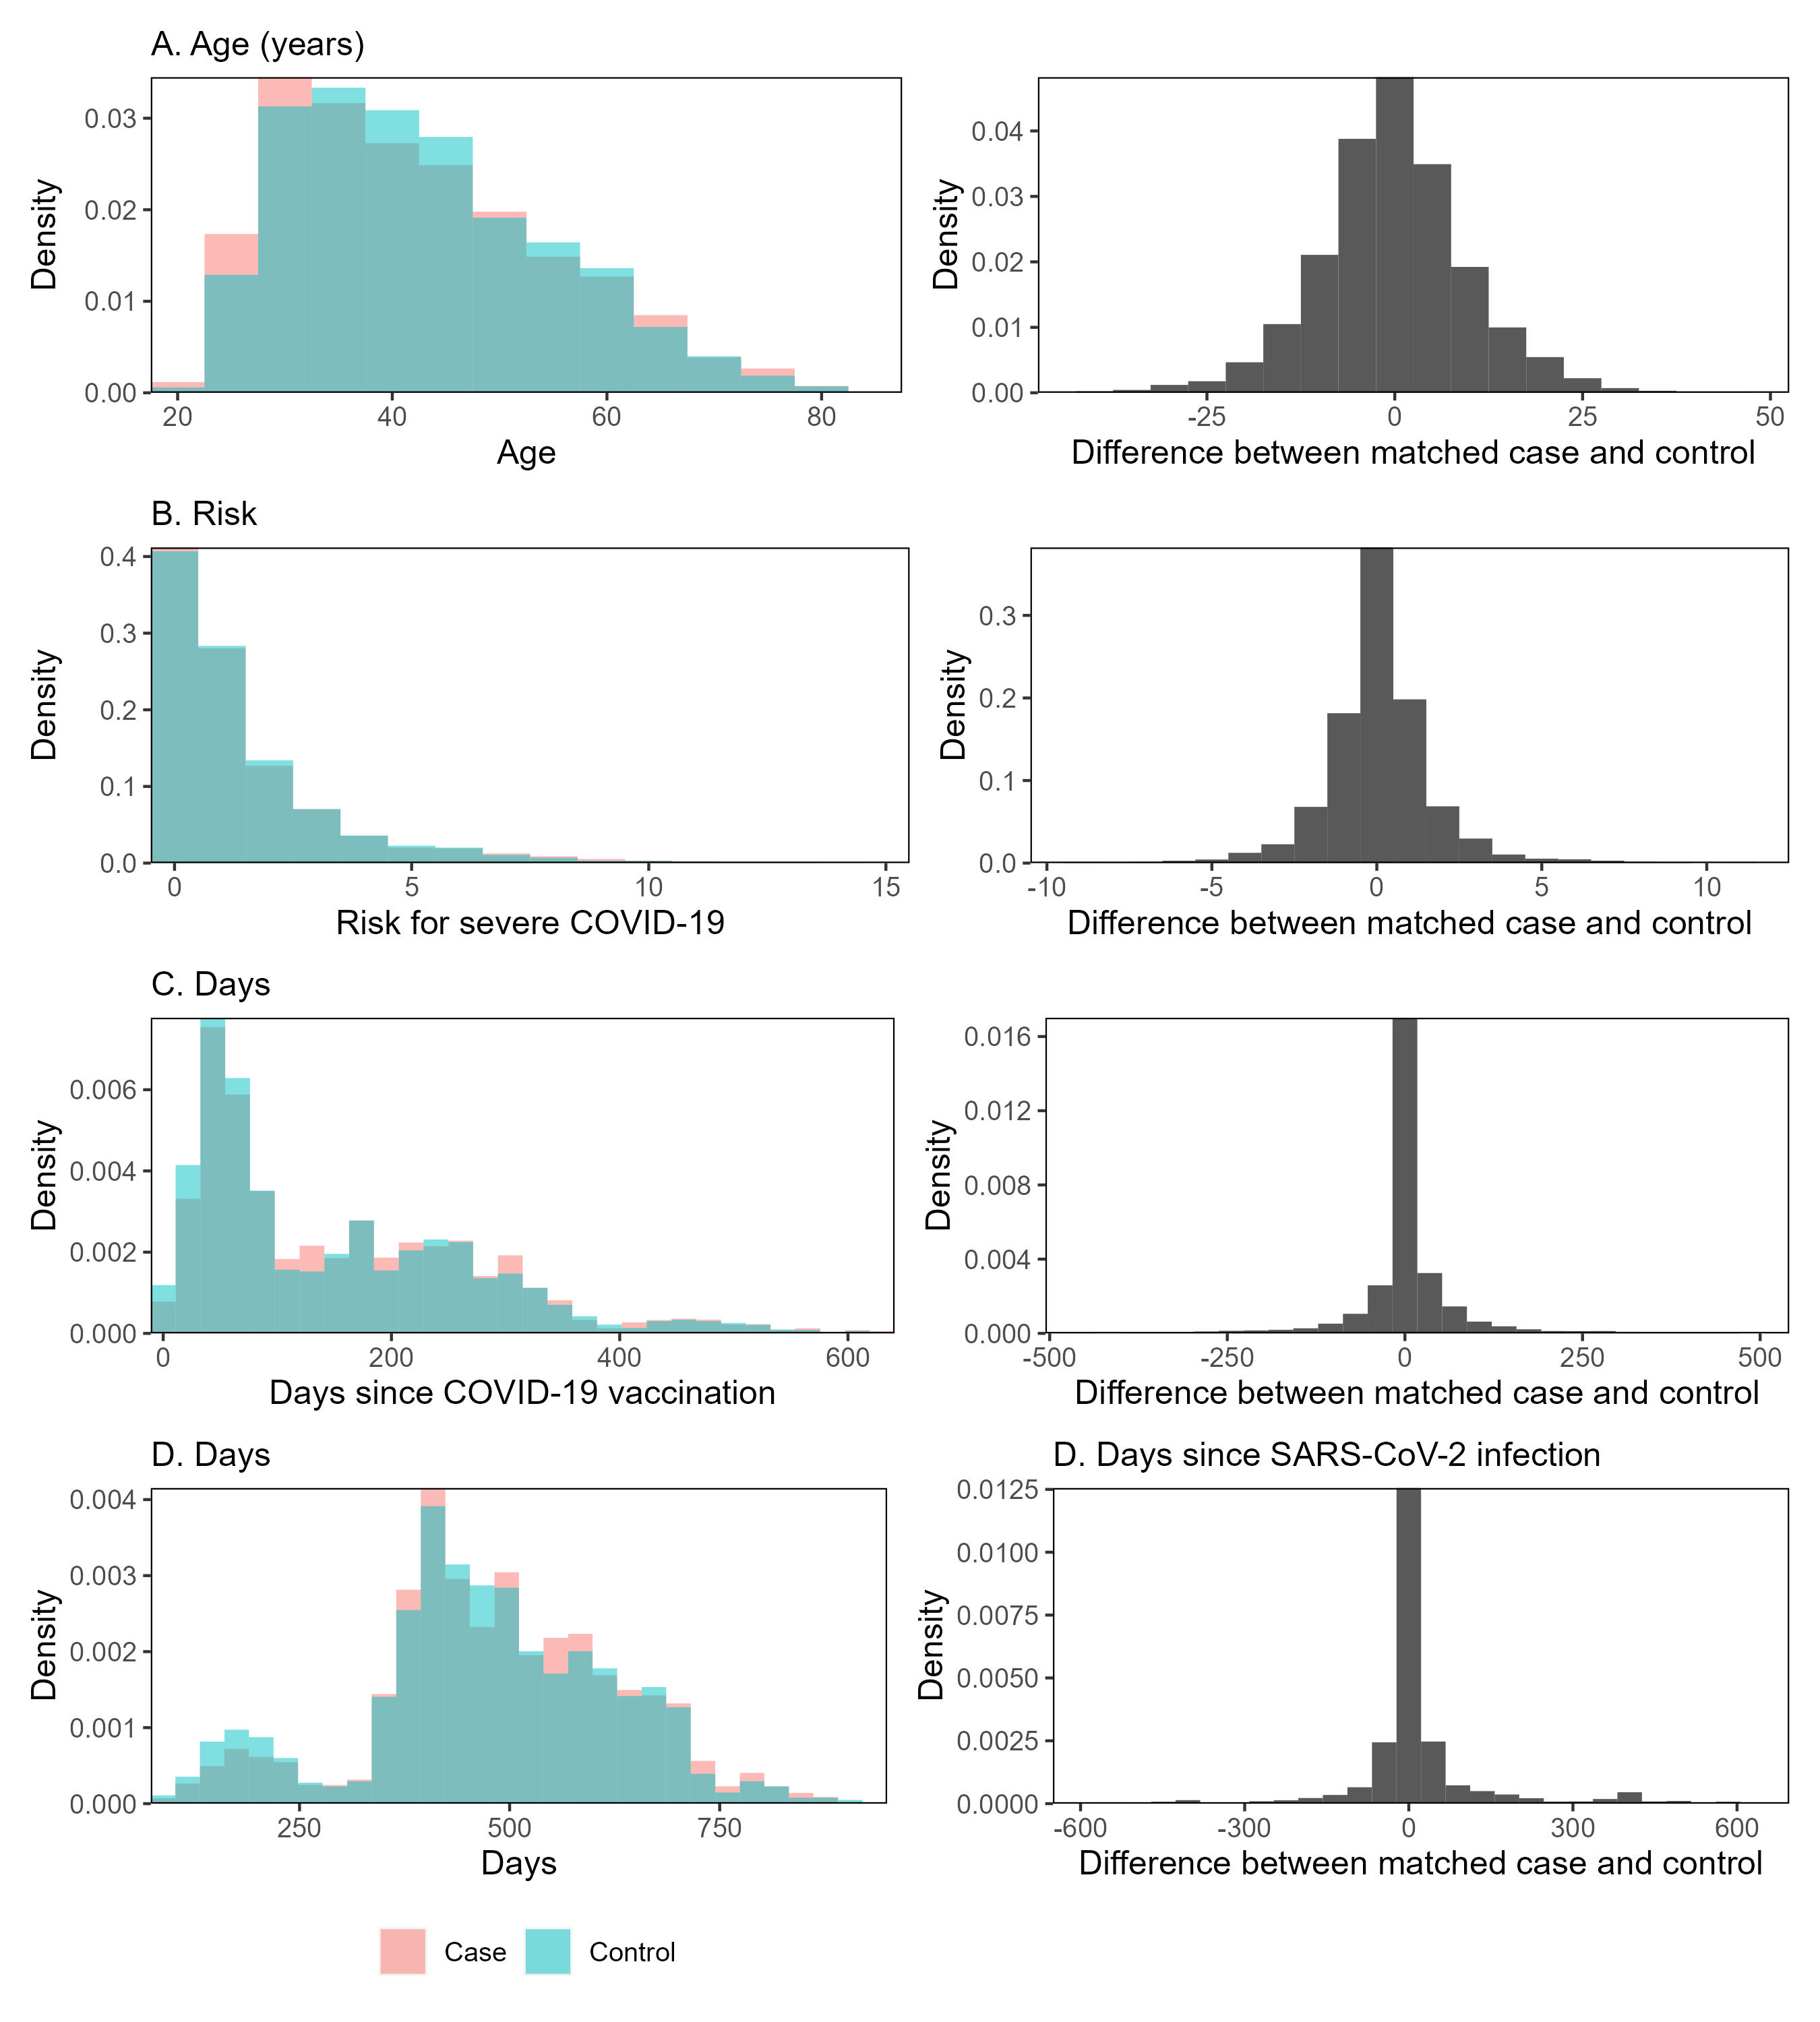 A. Age (years)
Density
0.03
0.02
0.01
0.00
20 40 60 80
Age
Density
0.04
0.03
0.02
0.01
0.00
-25 0 25 50
Difference between matched case and control
B. Risk
Density
0.4
0.3
0.2
0.1
0.0
0 5 10 15
Risk for severe COVID-19
Density
0.3
0.2
0.1
0.0
-10 -5 0 5 10
Difference between matched case and control
C. Days
Density
0.006
0.004
0.002
0.000
0 200 400 600
Days since COVID-19 vaccination
Density
0.016
0.012
0.008
0.004
0.000
-500 -250 0 250 500
Difference between matched case and control
D. Days
Density
0.004
0.003
0.002
0.001
0.000
250 500 750
Days
D. Days since SARS-CoV-2 infection
Density
0.0125
0.0100
0.0075
0.0050
0.0025
0.0000
-600 -300 0 300 600
Difference between matched case and control
Case Control